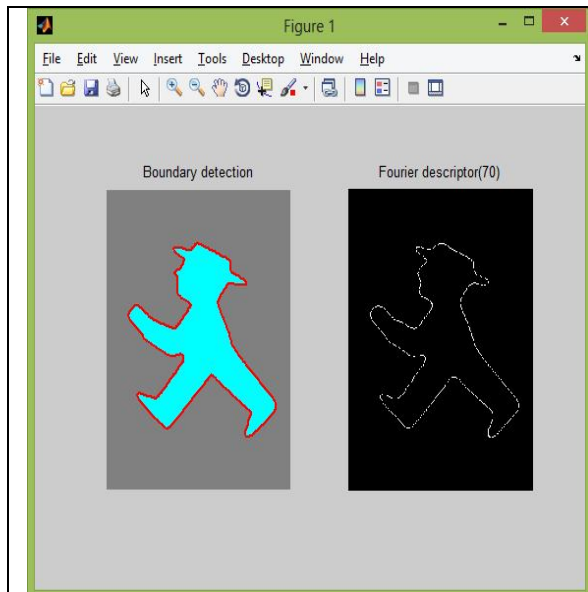 Figure 1
File Edit View Insert Tools Desktop Window Help
Boundary detection Fourier descriptor(70)